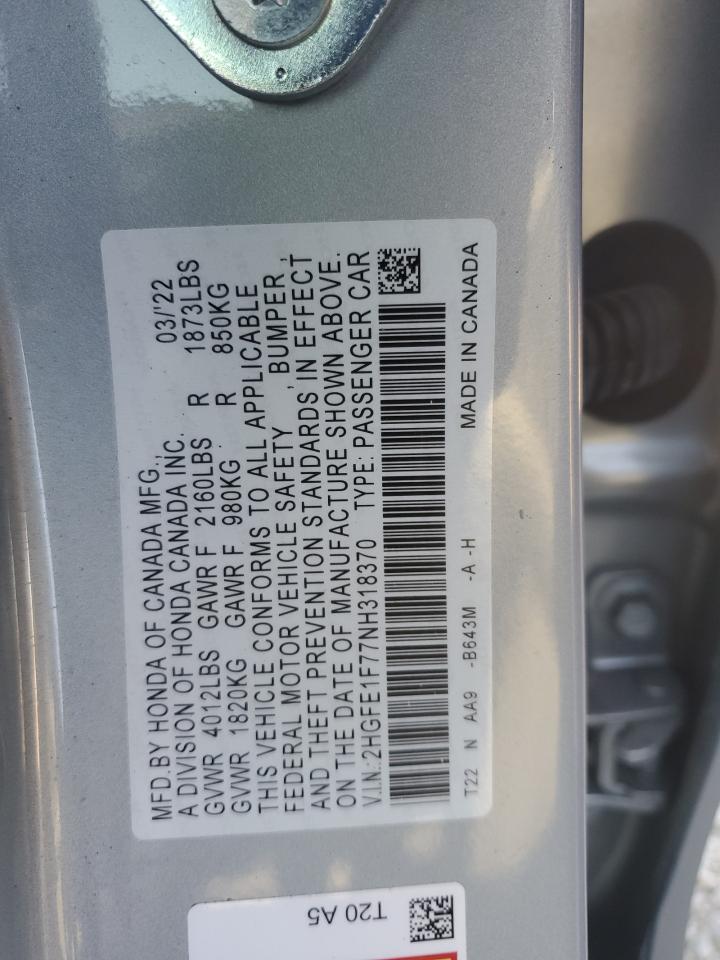 MFD.BY HONDA OF CANADA MFG., 03/'22
A DIVISION OF HONDA CANADA INC.
GVWR 4012LBS GAWR F 2160LBS R 1873LBS
GVWR 1820KG GAWR F 980KG R 850KG
THIS VEHICLE CONFORMS TO ALL APPLICABLE
FEDERAL MOTOR VEHICLE SAFETY, BUMPER,
AND THEFT PREVENTION STANDARDS IN EFFECT
ON THE DATE OF MANUFACTURE SHOWN ABOVE.
V.I.N.: 2HGFE1F77NH318370 TYPE: PASSENGER CAR
T22 N AA9 -B643M -A -H MADE IN CANADA
T20 A5